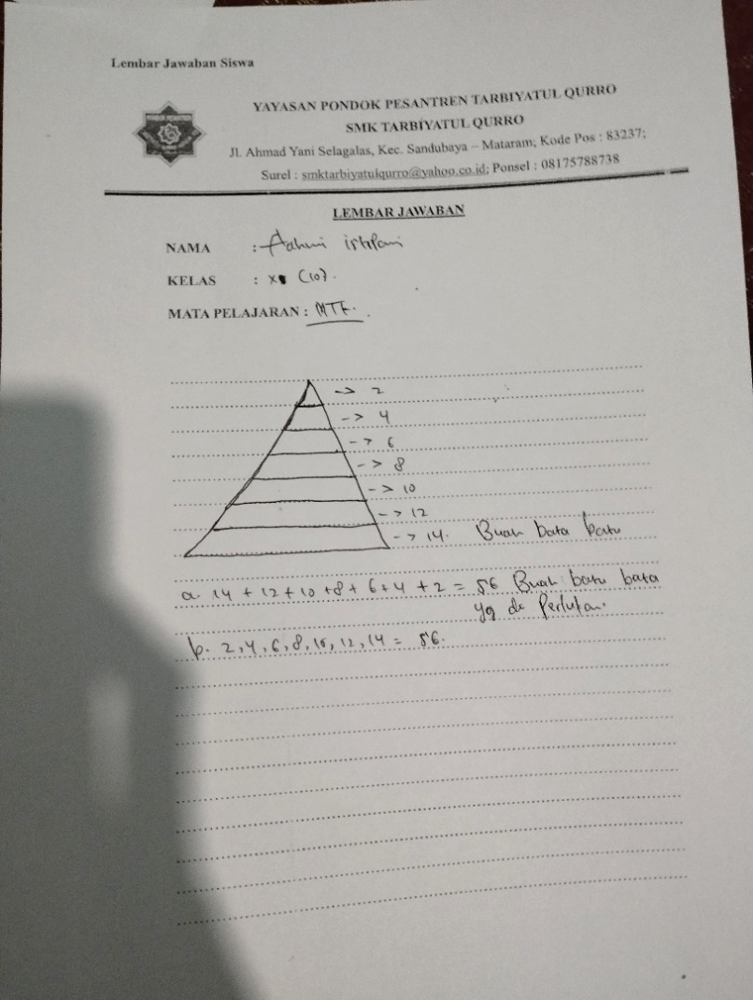 Lembar Jawaban Siswa
YAYASAN PONDOK PESANTREN TARBIYATUL QURRO
SMK TARBIYATUL QURRO
Jl. Ahmad Yani Selagalas, Kec. Sandubaya – Mataram; Kode Pos : 83237;
Surel : smktarbiyatulqurro@yahoo.co.id; Ponsel : 08175788738
LEMBAR JAWABAN
NAMA :
KELAS : X (10).
MATA PELAJARAN : MTK.
-> 2
-> 4
-> 6
-> 8
-> 10
-> 12
-> 14. Buah bata batu
a. 14 + 12 + 10 + 8 + 6 + 4 + 2 = 56 Buah batu bata
yg di Perlukan.
b. 2, 4, 6, 8, 10, 12, 14 = 56.